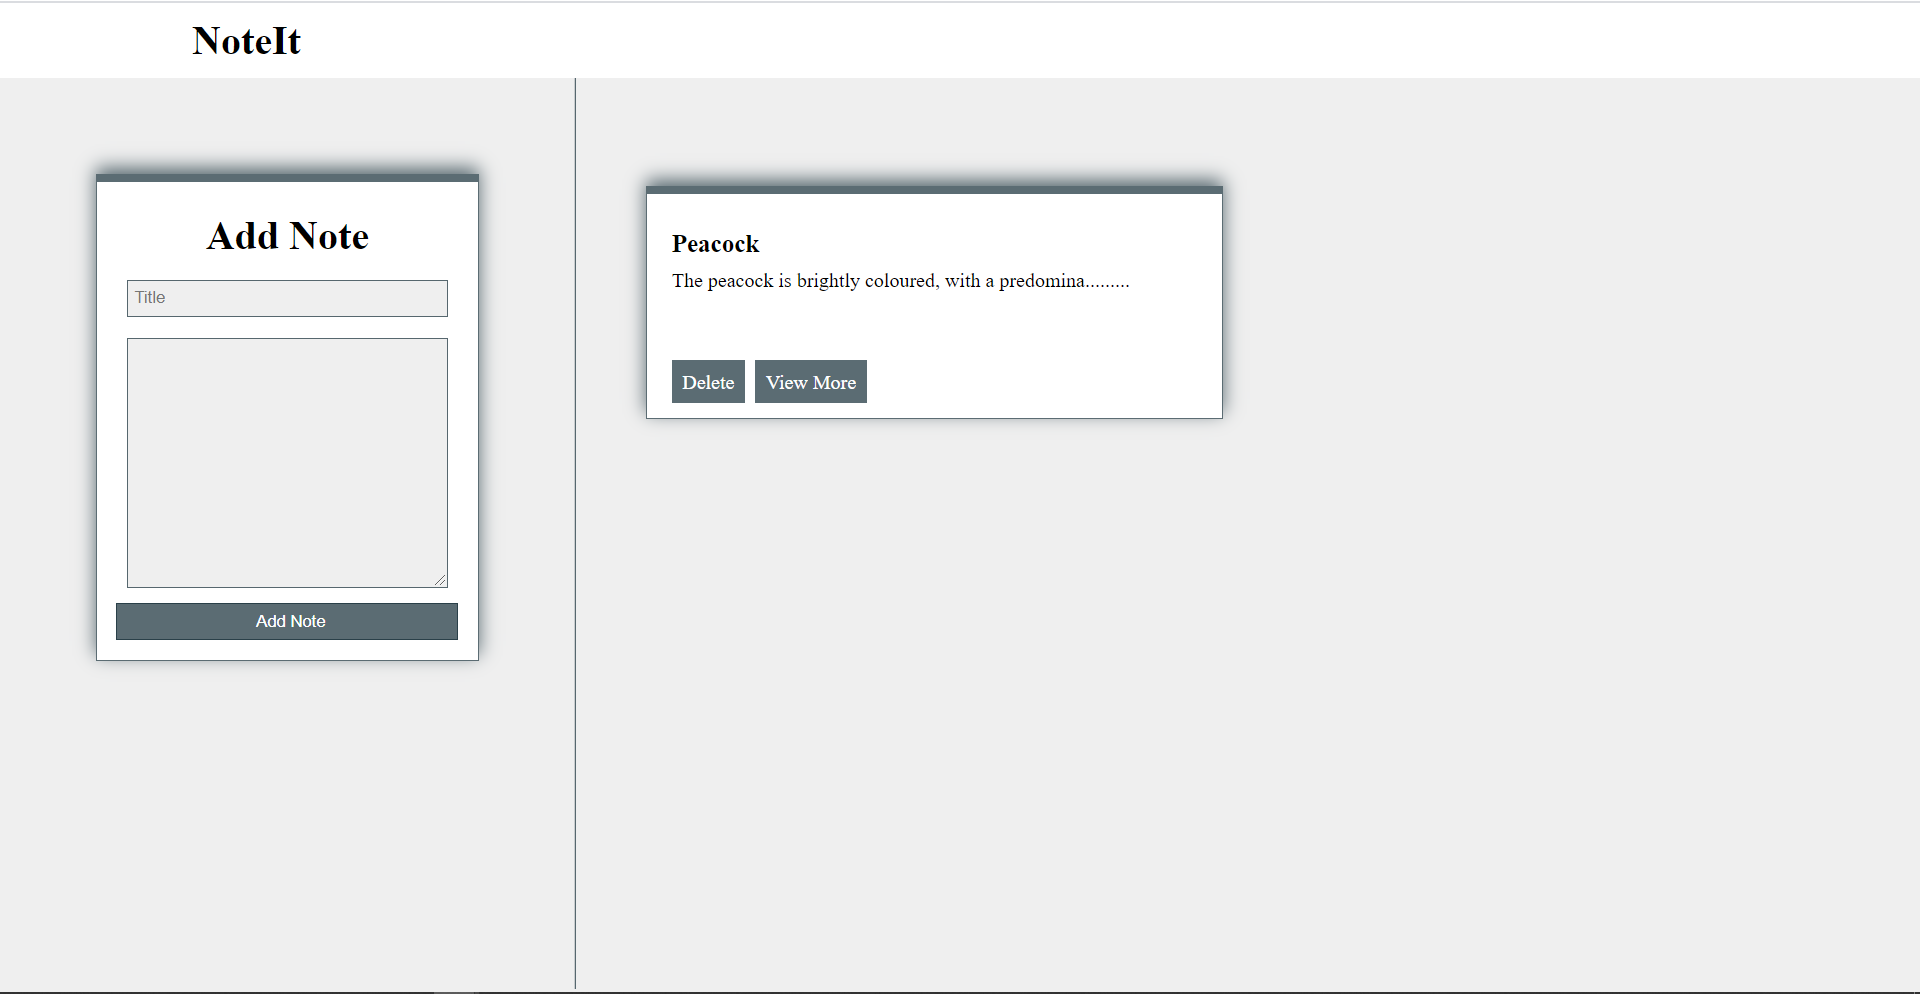 NoteIt
Add Note
Title
Add Note
Peacock
The peacock is brightly coloured, with a predomina.........
Delete
View More